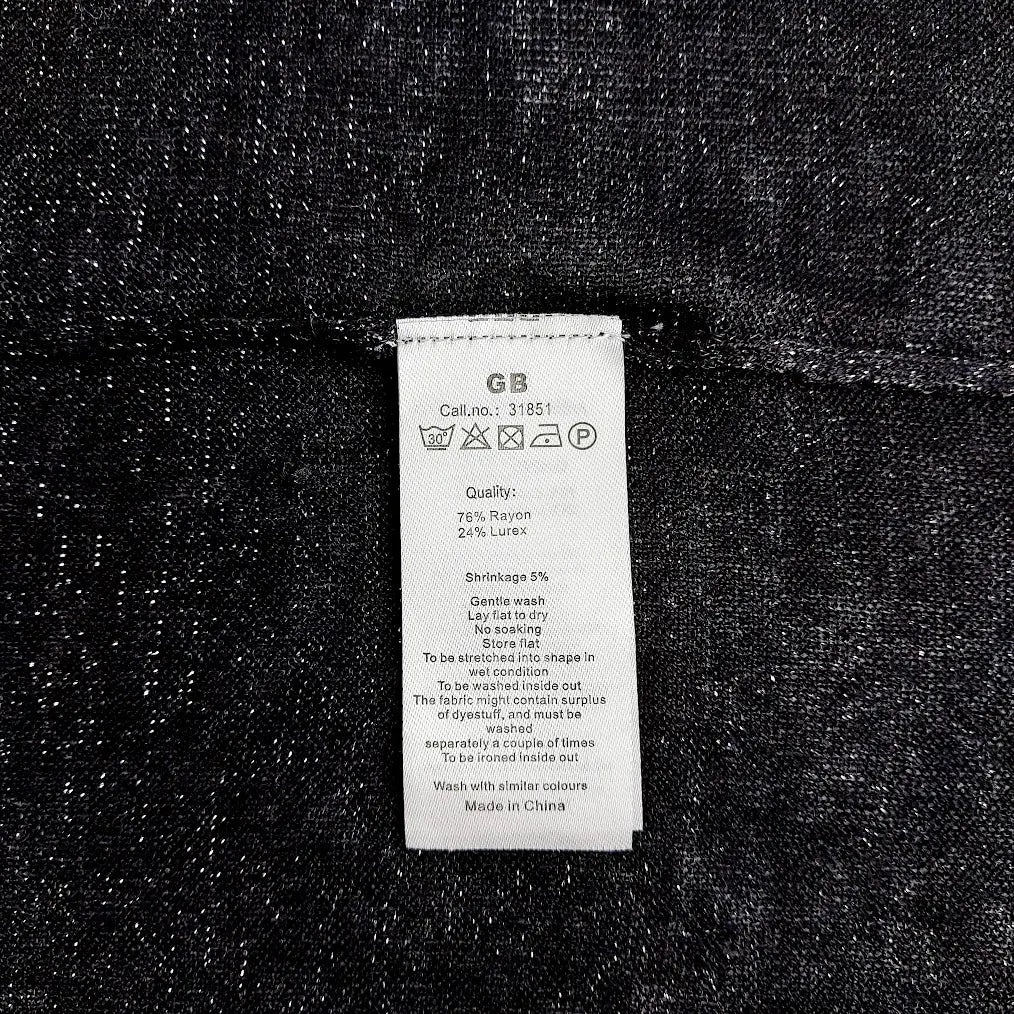 GB
Call.no.: 31851
30°
P
Quality:
76% Rayon
24% Lurex
Shrinkage 5%
Gentle wash
Lay flat to dry
No soaking
Store flat
To be stretched into shape in
wet condition
To be washed inside out
The fabric might contain surplus
of dyestuff, and must be
washed
separately a couple of times
To be ironed inside out
Wash with similar colours
Made in China